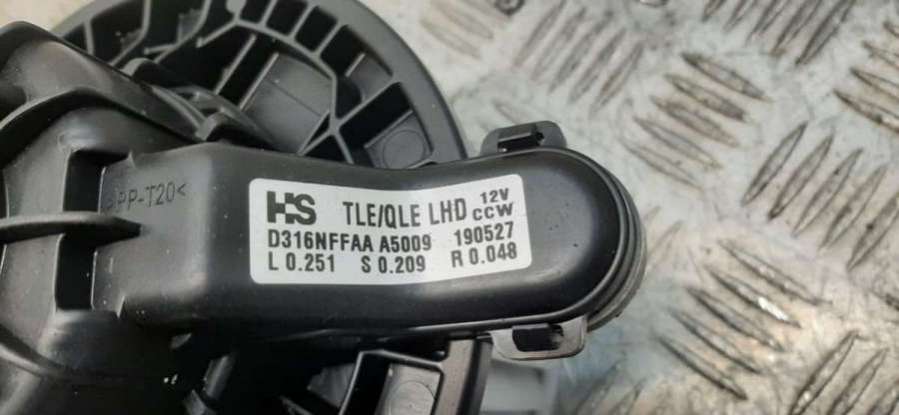 >PP-T20<
HS TLE/QLE LHD 12V CCW
D316NFFAA A5009 190527
L 0.251 S 0.209 R 0.048